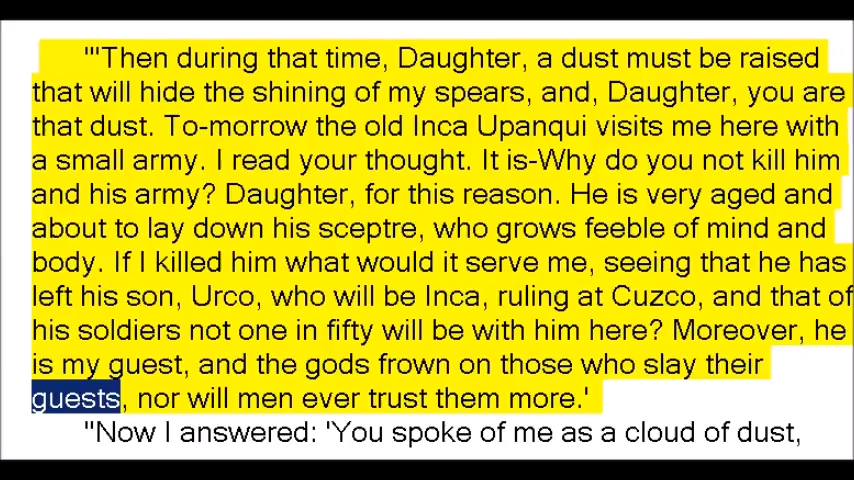 "'Then during that time, Daughter, a dust must be raised
that will hide the shining of my spears, and, Daughter, you are
that dust. To-morrow the old Inca Upanqui visits me here with
a small army. I read your thought. It is-Why do you not kill him
and his army? Daughter, for this reason. He is very aged and
about to lay down his sceptre, who grows feeble of mind and
body. If I killed him what would it serve me, seeing that he has
left his son, Urco, who will be Inca, ruling at Cuzco, and that of
his soldiers not one in fifty will be with him here? Moreover, he
is my guest, and the gods frown on those who slay their
guests, nor will men ever trust them more.'
"Now I answered: 'You spoke of me as a cloud of dust,